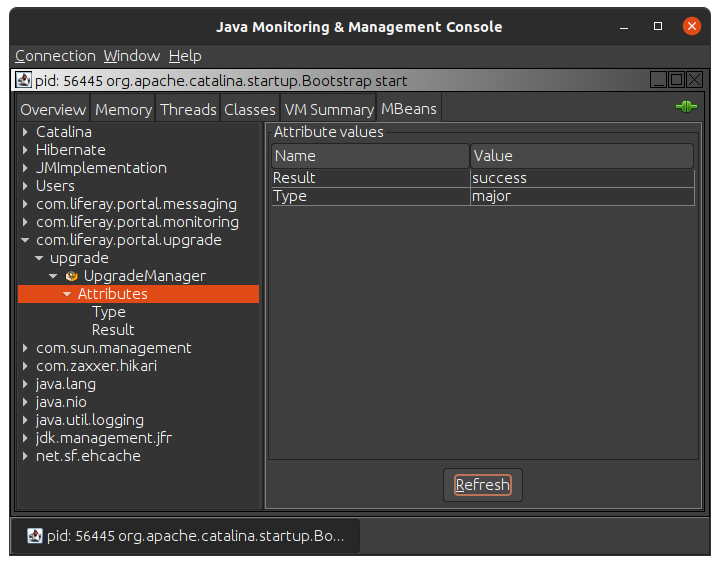 Java Monitoring & Management Console
Connection Window Help
pid: 56445 org.apache.catalina.startup.Bootstrap start
Overview Memory Threads Classes VM Summary MBeans
Catalina
Hibernate
JMImplementation
Users
com.liferay.portal.messaging
com.liferay.portal.monitoring
com.liferay.portal.upgrade
upgrade
UpgradeManager
Attributes
Type
Result
com.sun.management
com.zaxxer.hikari
java.lang
java.nio
java.util.logging
jdk.management.jfr
net.sf.ehcache
Attribute values
Name Value
Result success
Type major
Refresh
pid: 56445 org.apache.catalina.startup.Bo...